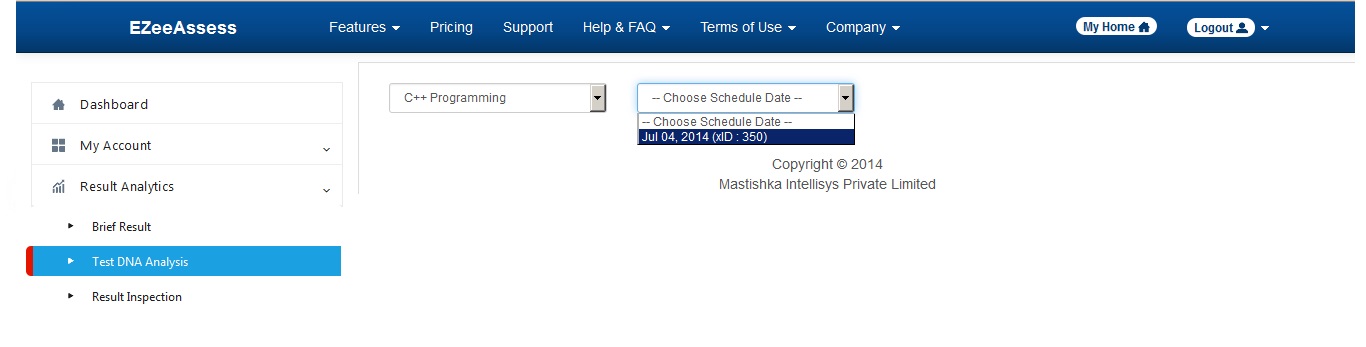 EZeeAssess Features Pricing Support Help & FAQ Terms of Use Company My Home Logout
Dashboard
My Account
Result Analytics
Brief Result
Test DNA Analysis
Result Inspection
C++ Programming -- Choose Schedule Date --
-- Choose Schedule Date --
Jul 04, 2014 (xID : 350)
Copyright © 2014
Mastishka Intellisys Private Limited